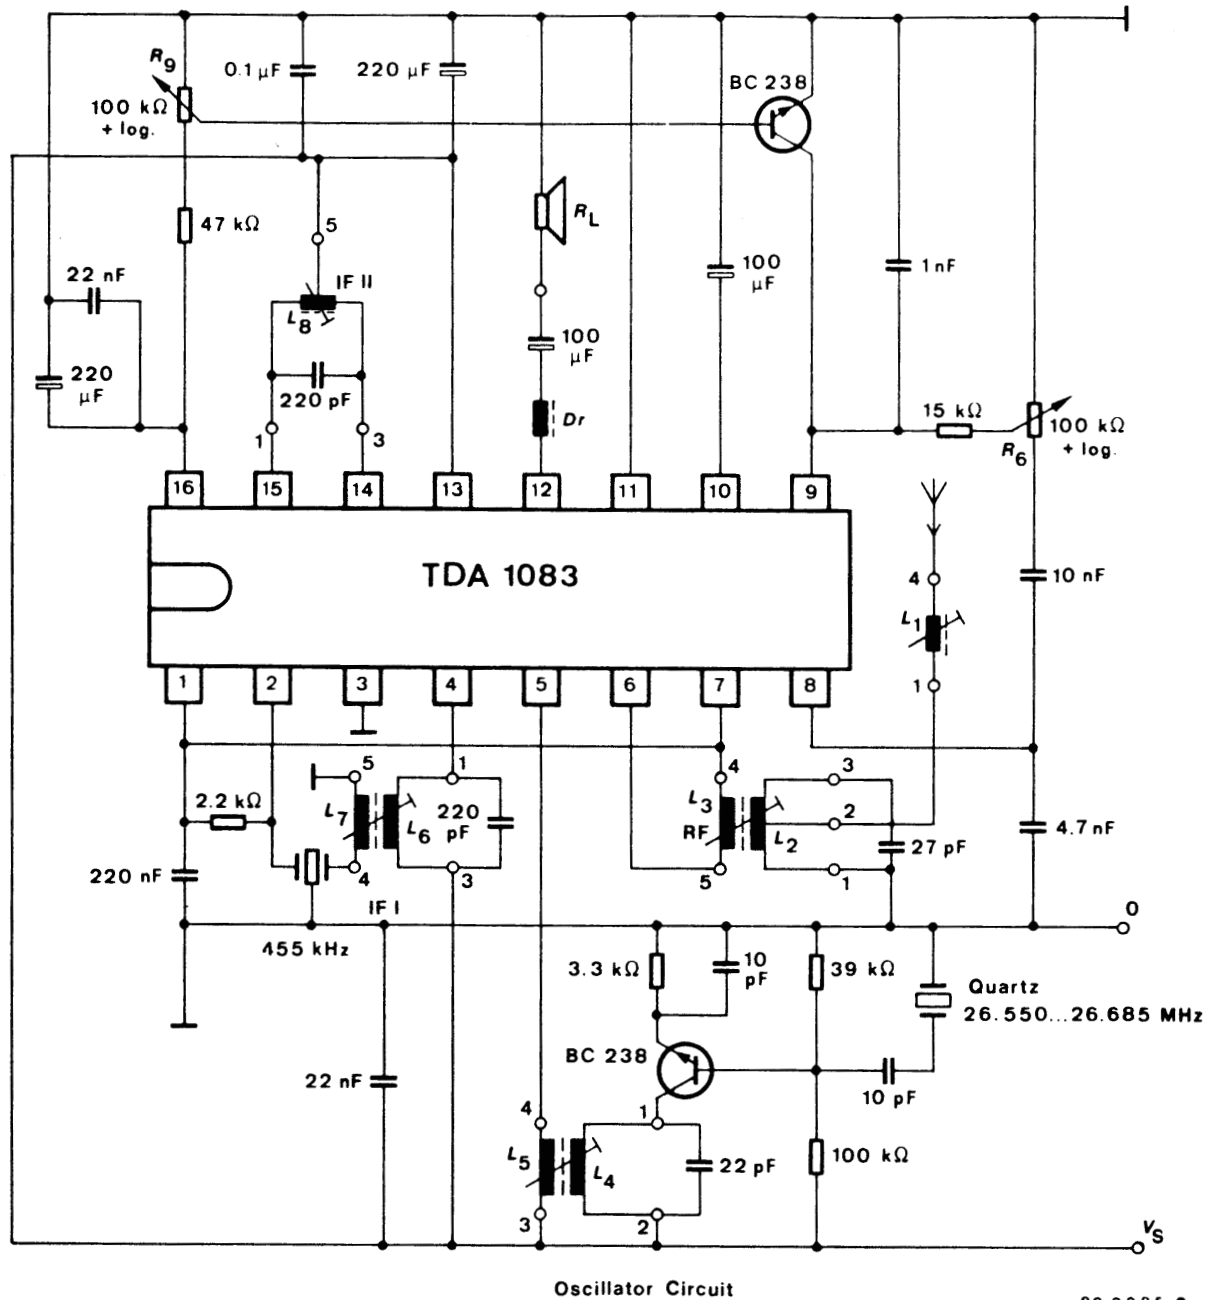 R9
0.1 µF
220 µF
BC 238
100 kΩ
+ log.
47 kΩ
5
RL
22 nF
IF II
L8
100
µF
1 nF
100
µF
220
µF
220 pF
Dr
15 kΩ
100 kΩ
+ log.
R6
1
3
16
15
14
13
12
11
10
9
TDA 1083
4
10 nF
L1
1
1
2
3
4
5
6
7
8
5
1
4
3
2.2 kΩ
L7
L6
220
pF
L3
RF
L2
2
4.7 nF
27 pF
220 nF
4
3
5
1
IF I
0
455 kHz
3.3 kΩ
10
pF
39 kΩ
Quartz
26.550...26.685 MHz
BC 238
22 nF
10 pF
4
1
L5
L4
22 pF
100 kΩ
3
2
VS
Oscillator Circuit